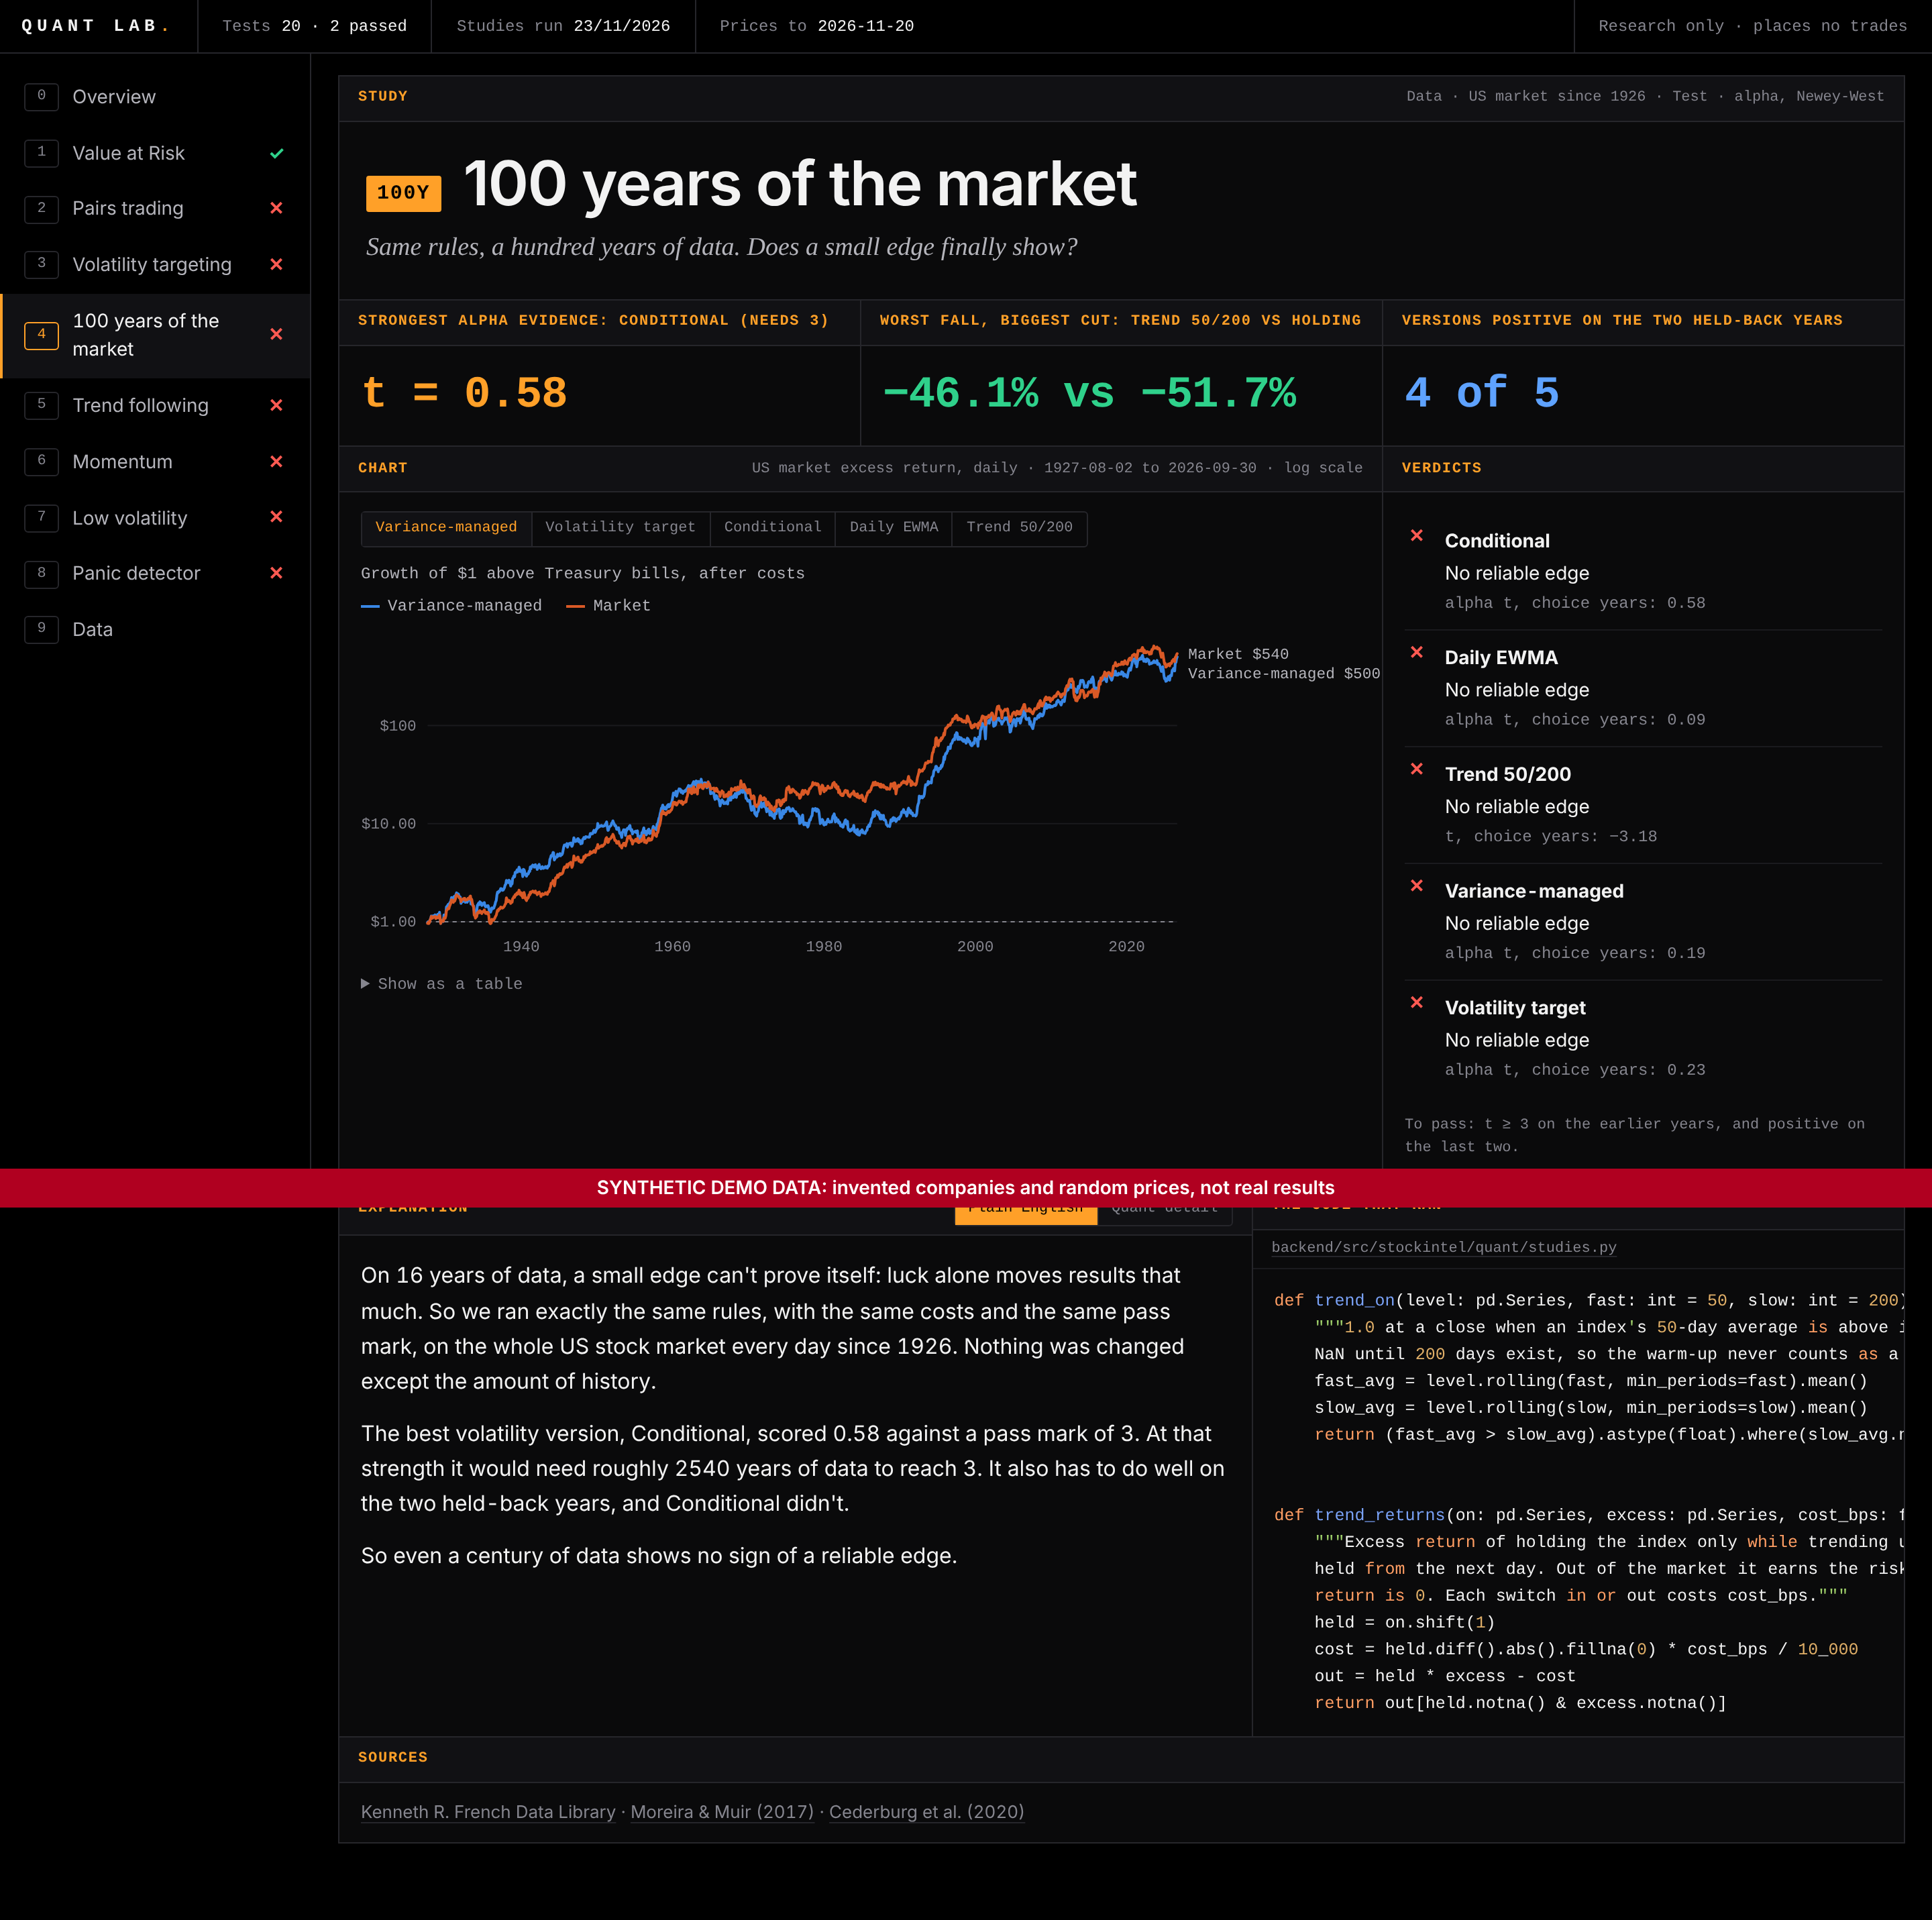 QUANT LAB.
Tests 20 · 2 passed
Studies run 23/11/2026
Prices to 2026-11-20
Research only · places no trades
0 Overview
1 Value at Risk ✓
2 Pairs trading ✕
3 Volatility targeting ✕
4 100 years of the market ✕
5 Trend following ✕
6 Momentum ✕
7 Low volatility ✕
8 Panic detector ✕
9 Data
STUDY
Data · US market since 1926 · Test · alpha, Newey-West
100Y 100 years of the market
Same rules, a hundred years of data. Does a small edge finally show?
STRONGEST ALPHA EVIDENCE: CONDITIONAL (NEEDS 3)
t = 0.58
WORST FALL, BIGGEST CUT: TREND 50/200 VS HOLDING
−46.1% vs −51.7%
VERSIONS POSITIVE ON THE TWO HELD-BACK YEARS
4 of 5
CHART
US market excess return, daily · 1927-08-02 to 2026-09-30 · log scale
Variance-managed
Volatility target
Conditional
Daily EWMA
Trend 50/200
Growth of $1 above Treasury bills, after costs
Variance-managed
Market
Market $540
Variance-managed $500
$100
$10.00
$1.00
1940
1960
1980
2000
2020
▶ Show as a table
VERDICTS
✕ Conditional
No reliable edge
alpha t, choice years: 0.58
✕ Daily EWMA
No reliable edge
alpha t, choice years: 0.09
✕ Trend 50/200
No reliable edge
t, choice years: −3.18
✕ Variance-managed
No reliable edge
alpha t, choice years: 0.19
✕ Volatility target
No reliable edge
alpha t, choice years: 0.23
To pass: t ≥ 3 on the earlier years, and positive on
the last two.
SYNTHETIC DEMO DATA: invented companies and random prices, not real results
EXPLANATION
Plain English
Quant detail
On 16 years of data, a small edge can't prove itself: luck alone moves results that
much. So we ran exactly the same rules, with the same costs and the same pass
mark, on the whole US stock market every day since 1926. Nothing was changed
except the amount of history.
The best volatility version, Conditional, scored 0.58 against a pass mark of 3. At that
strength it would need roughly 2540 years of data to reach 3. It also has to do well on
the two held-back years, and Conditional didn't.
So even a century of data shows no sign of a reliable edge.
THE CODE THAT RAN
backend/src/stockintel/quant/studies.py
def trend_on(level: pd.Series, fast: int = 50, slow: int = 200)
"""1.0 at a close when an index's 50-day average is above
NaN until 200 days exist, so the warm-up never counts as a
fast_avg = level.rolling(fast, min_periods=fast).mean()
slow_avg = level.rolling(slow, min_periods=slow).mean()
return (fast_avg > slow_avg).astype(float).where(slow_avg.
def trend_returns(on: pd.Series, excess: pd.Series, cost_bps:
"""Excess return of holding the index only while trending
held from the next day. Out of the market it earns the risk
return is 0. Each switch in or out costs cost_bps."""
held = on.shift(1)
cost = held.diff().abs().fillna(0) * cost_bps / 10_000
out = held * excess - cost
return out[held.notna() & excess.notna()]
SOURCES
Kenneth R. French Data Library · Moreira & Muir (2017) · Cederburg et al. (2020)